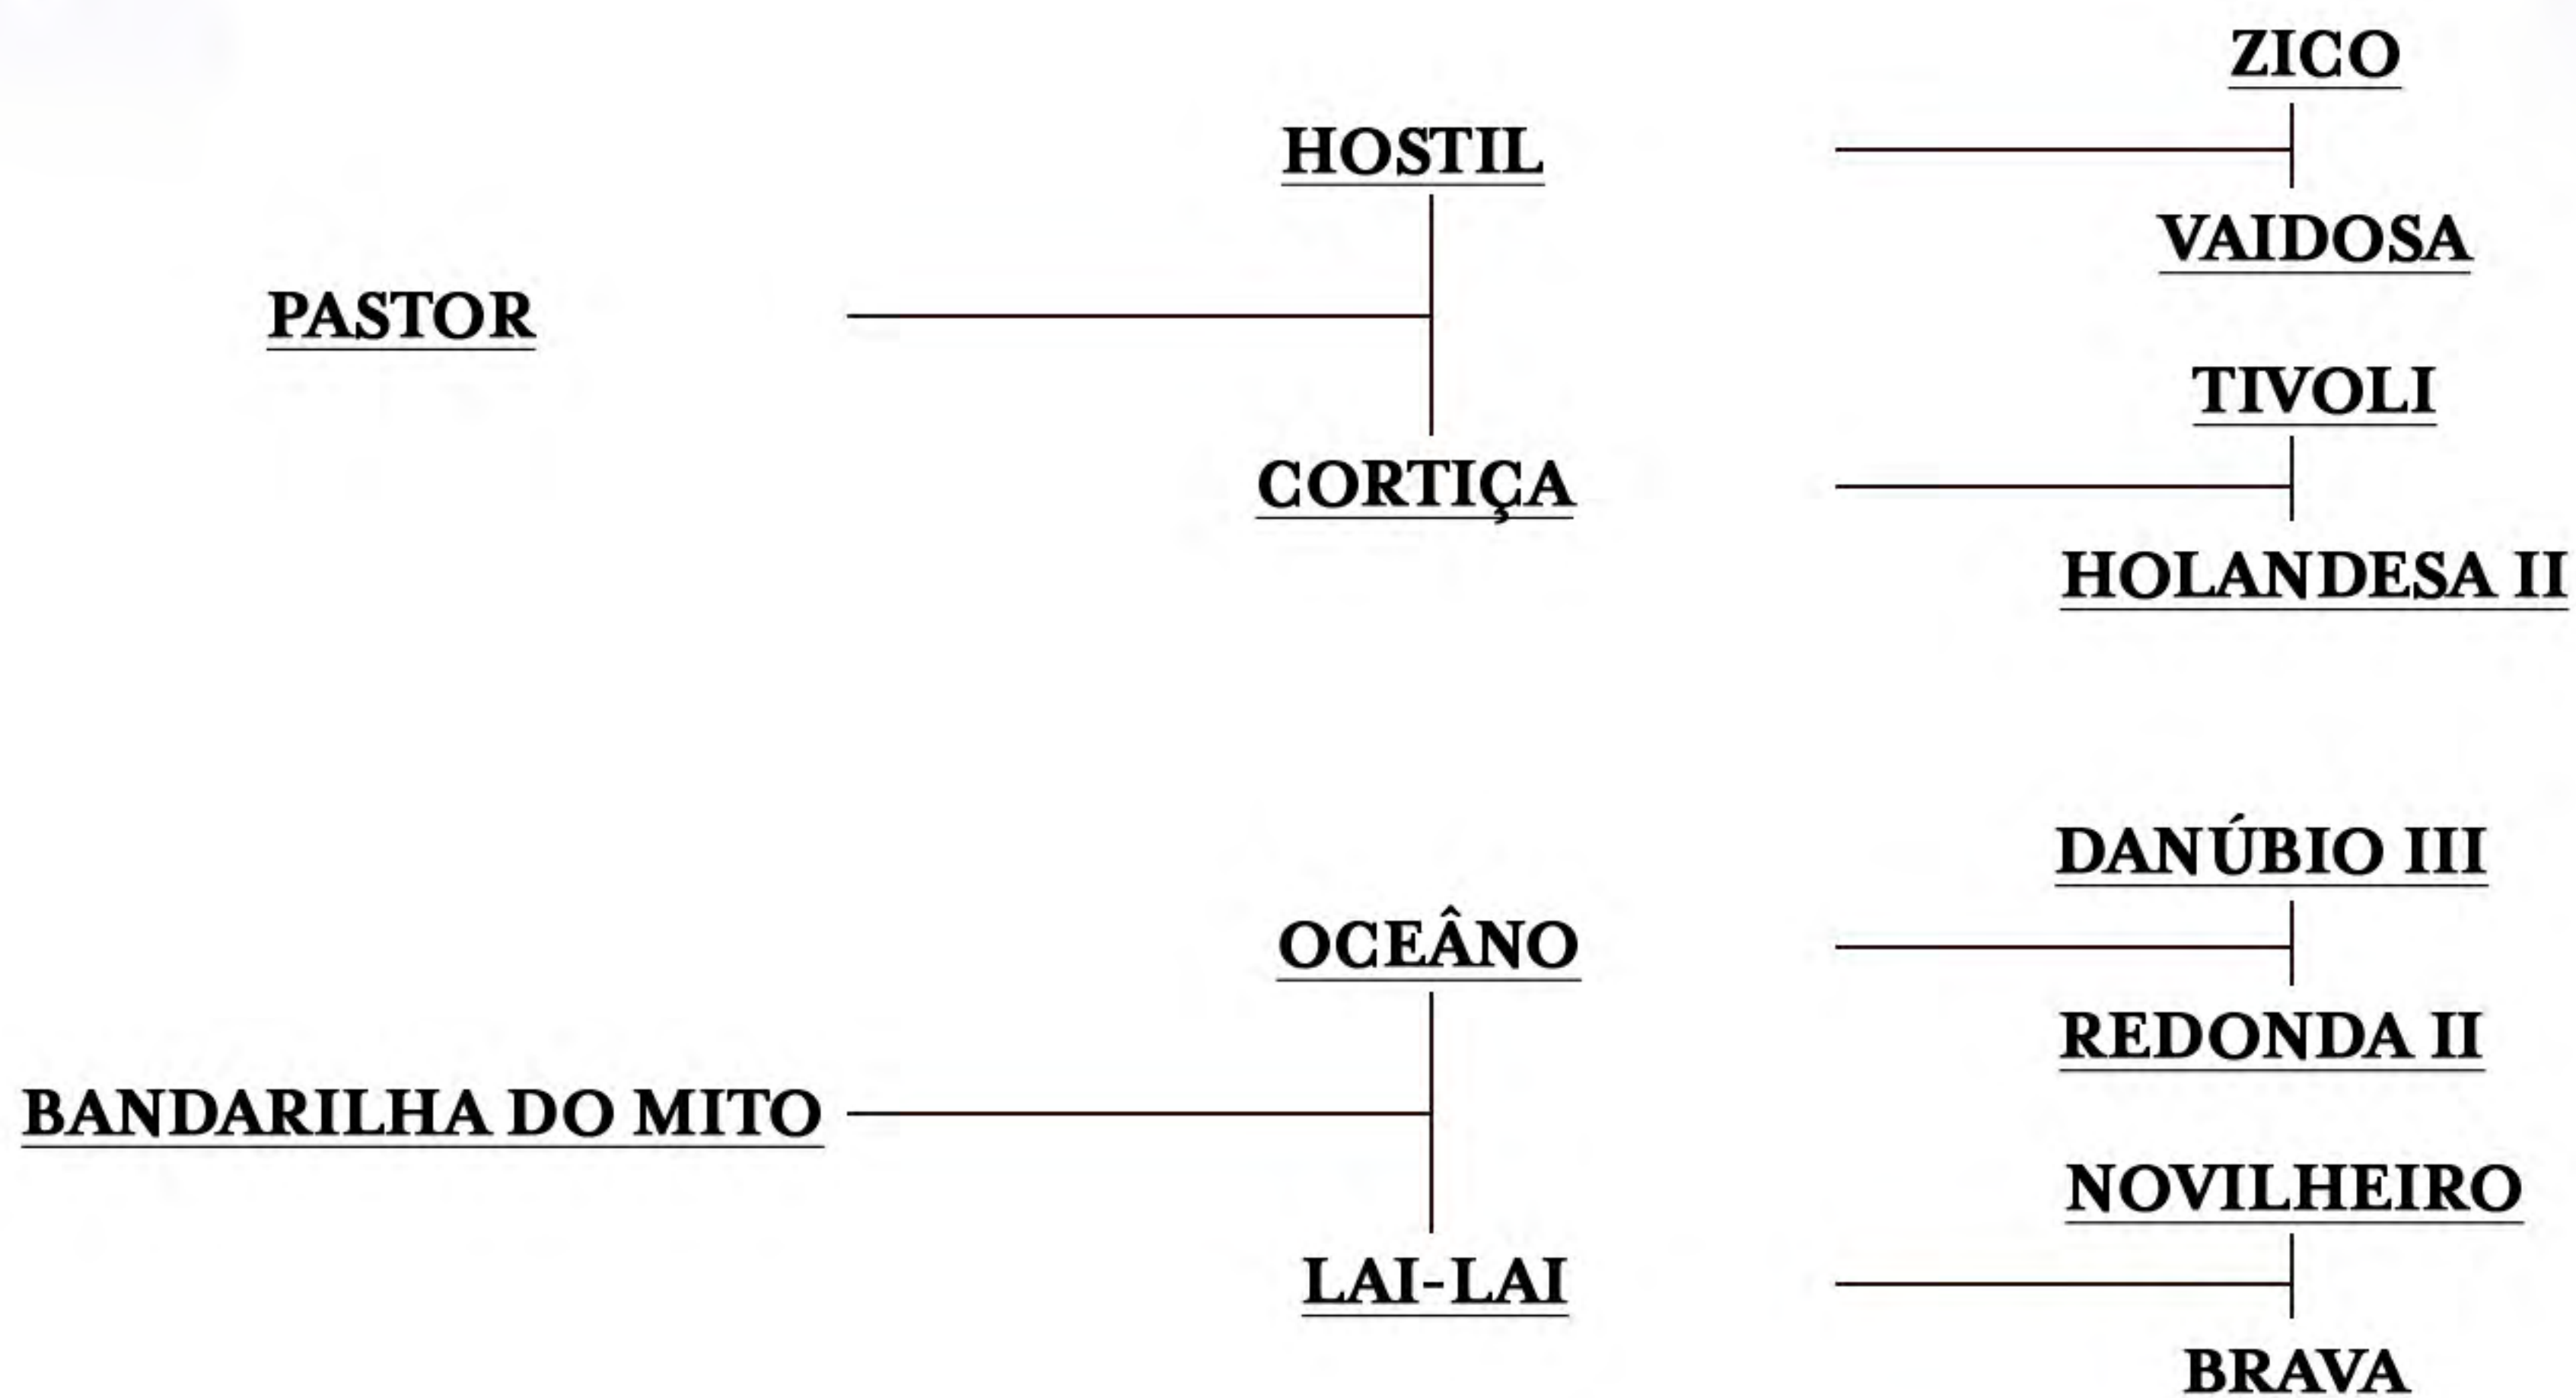 ZICO
HOSTIL
VAIDOSA
PASTOR
TIVOLI
CORTIÇA
HOLANDESA II
DANÚBIO III
OCEÂNO
REDONDA II
BANDARILHA DO MITO
NOVILHEIRO
LAI-LAI
BRAVA